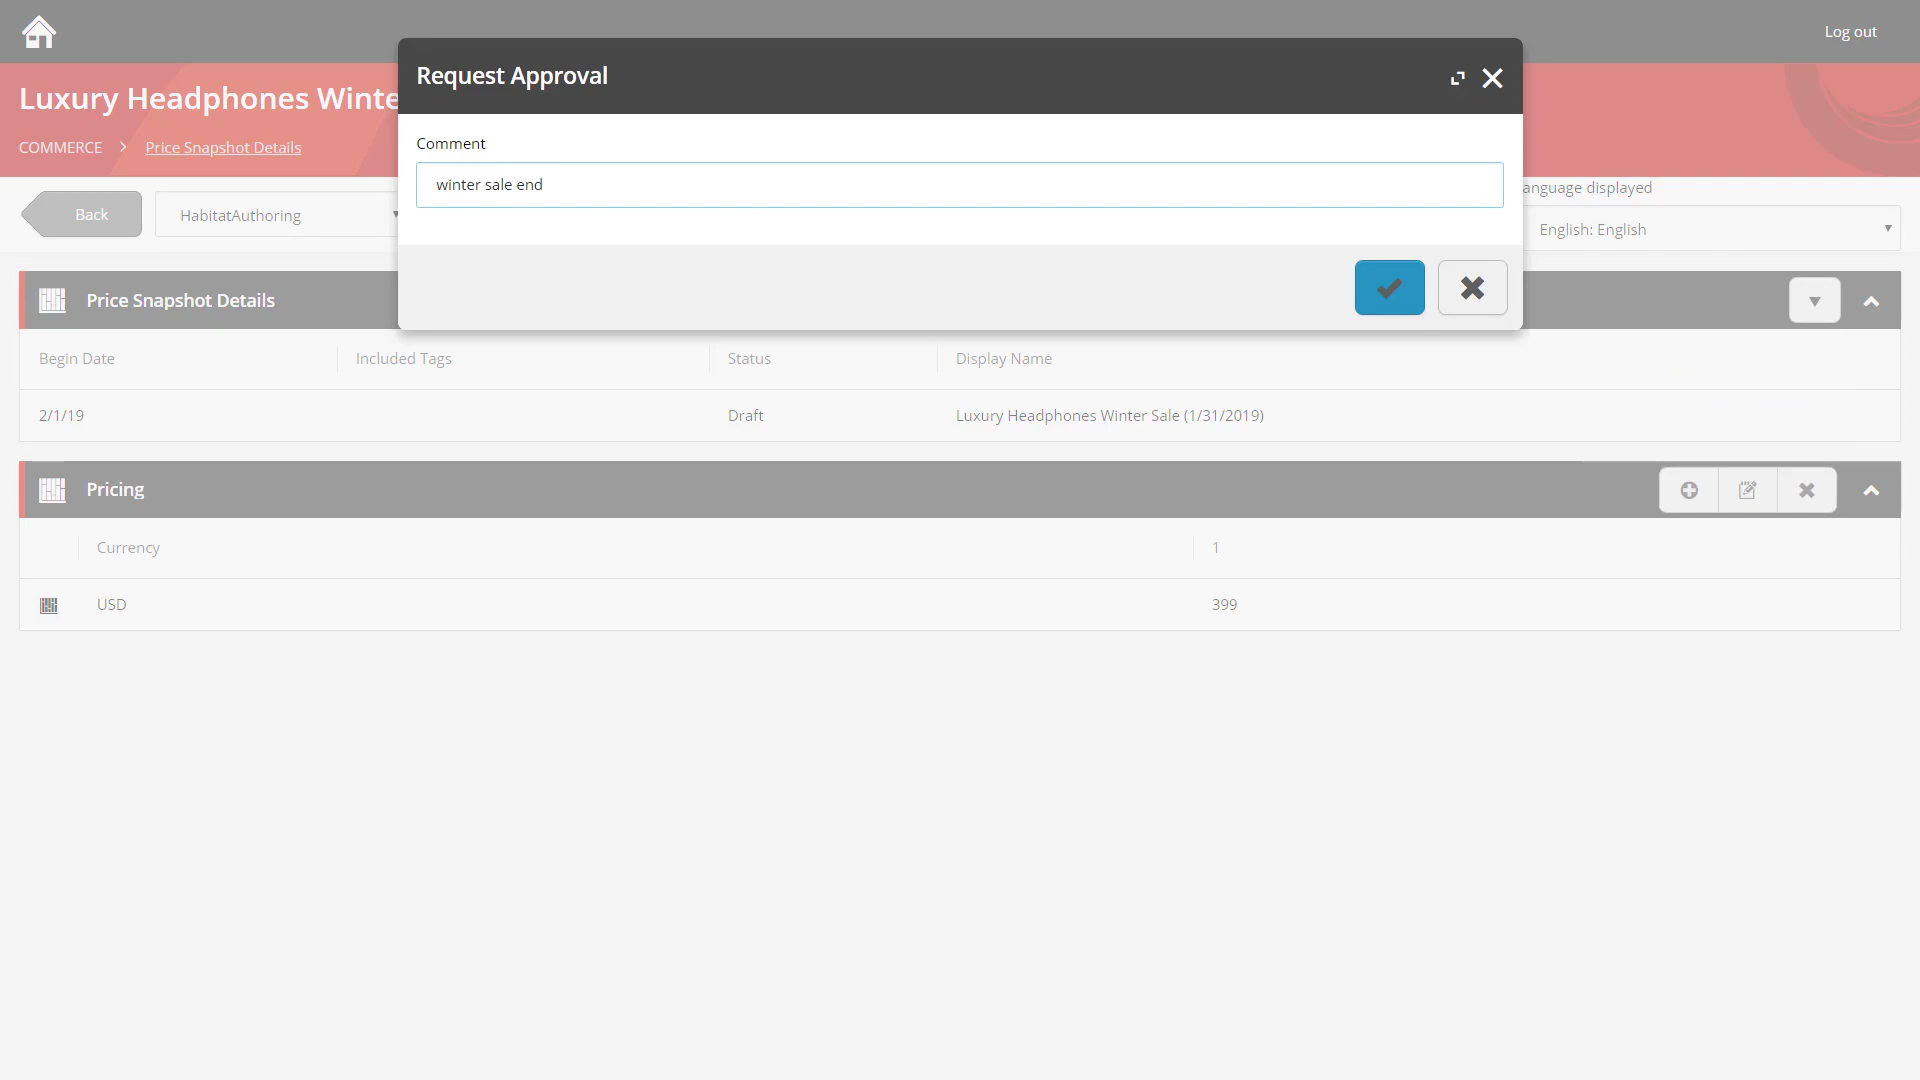 Log out
Luxury Headphones Winte
COMMERCE > Price Snapshot Details
Request Approval
Comment
winter sale end
Back
HabitatAuthoring
anguage displayed
English: English
Price Snapshot Details
Begin Date Included Tags Status Display Name
2/1/19 Draft Luxury Headphones Winter Sale (1/31/2019)
Pricing
Currency 1
USD 399